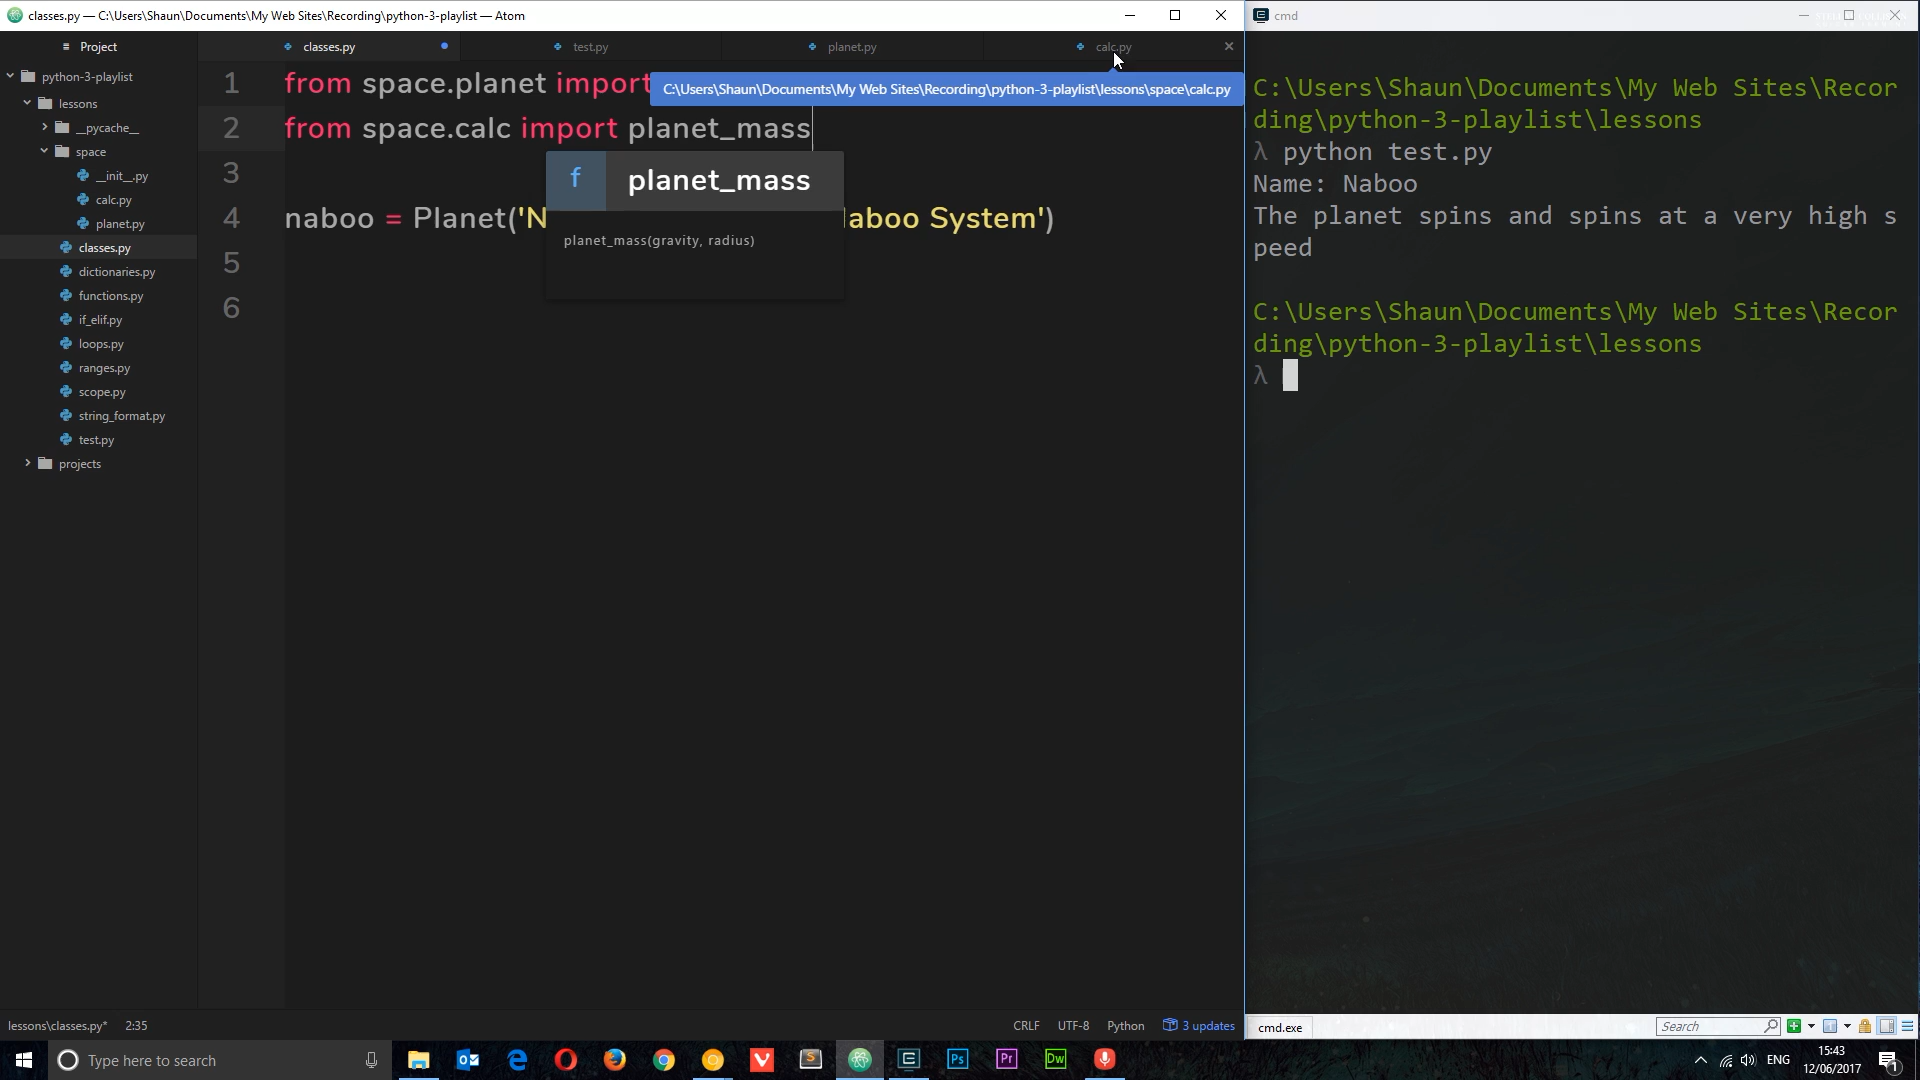 classes.py — C:\Users\Shaun\Documents\My Web Sites\Recording\python-3-playlist — Atom
Project
python-3-playlist
lessons
__pycache__
space
__init__.py
calc.py
planet.py
classes.py
dictionaries.py
functions.py
if_elif.py
loops.py
ranges.py
scope.py
string_format.py
test.py
projects
classes.py
test.py
planet.py
calc.py
C:\Users\Shaun\Documents\My Web Sites\Recording\python-3-playlist\lessons\space\calc.py
1 from space.planet import
2 from space.calc import planet_mass
3
4 naboo = Planet('N aboo System')
5
6
f planet_mass
planet_mass(gravity, radius)
lessons\classes.py* 2:35
CRLF UTF-8 Python 3 updates
cmd
C:\Users\Shaun\Documents\My Web Sites\Recor
ding\python-3-playlist\lessons
λ python test.py
Name: Naboo
The planet spins and spins at a very high s
peed
C:\Users\Shaun\Documents\My Web Sites\Recor
ding\python-3-playlist\lessons
λ
cmd.exe
Search
Type here to search
Ps
Pr
Dw
ENG
15:43
12/06/2017
1